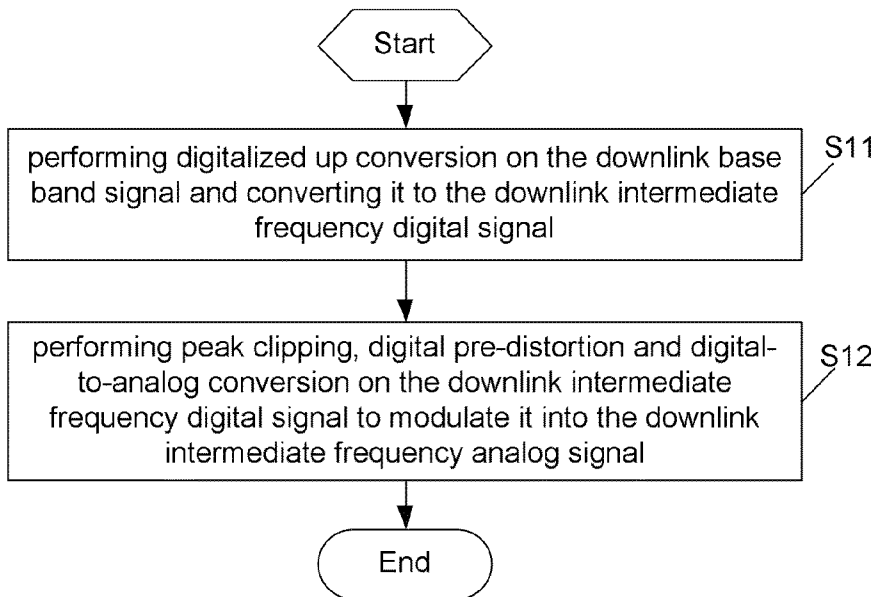 Start
performing digitalized up conversion on the downlink base
band signal and converting it to the downlink intermediate
frequency digital signal
S11
performing peak clipping, digital pre-distortion and digital-
to-analog conversion on the downlink intermediate
frequency digital signal to modulate it into the downlink
intermediate frequency analog signal
S12
End